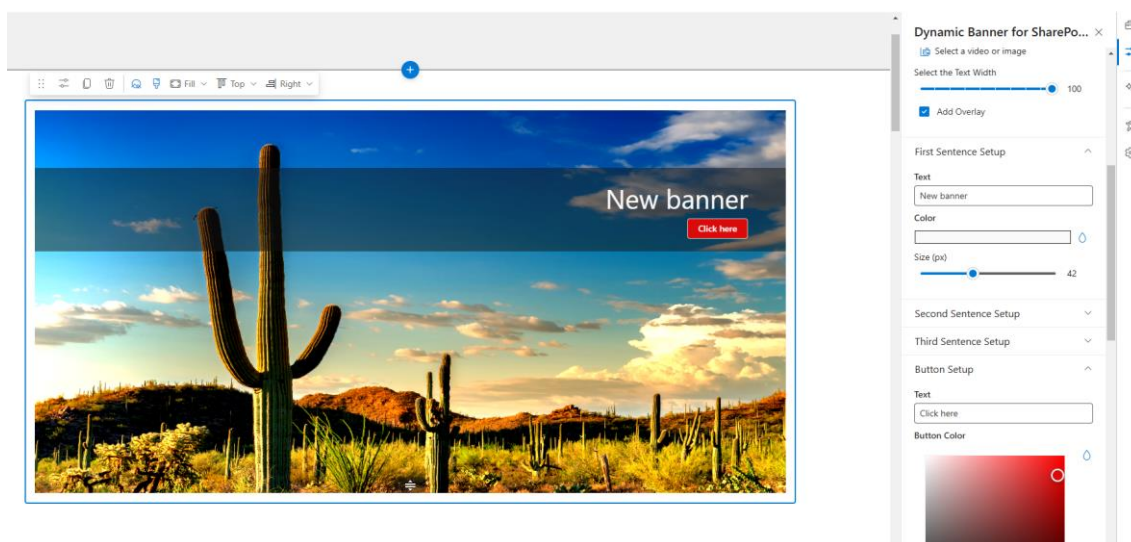 Dynamic Banner for SharePo...
Select a video or image
Fill
Top
Right
Select the Text Width
100
Add Overlay
First Sentence Setup
Text
New banner
New banner
Click here
Color
Size (px)
42
Second Sentence Setup
Third Sentence Setup
Button Setup
Text
Click here
Button Color